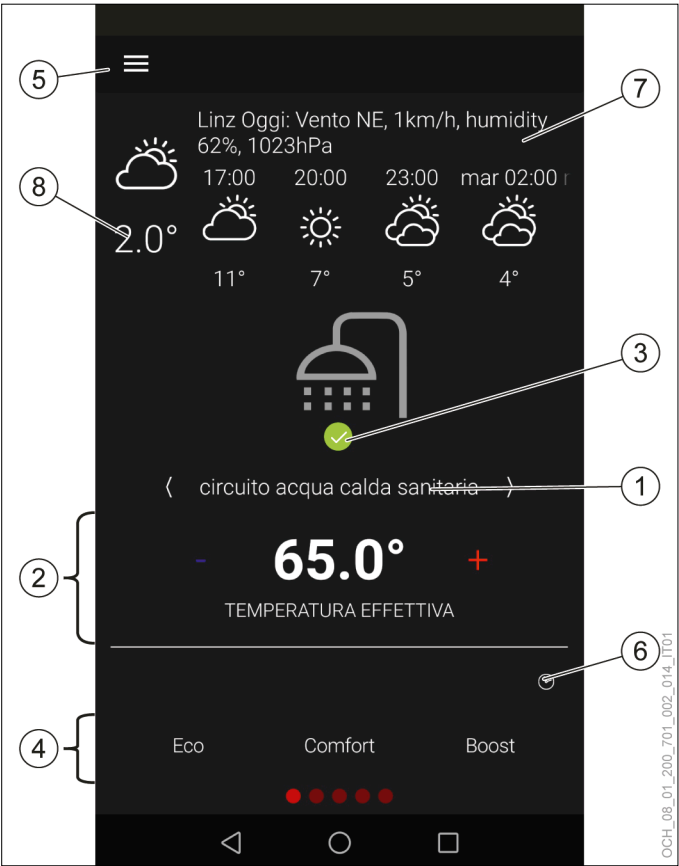 5
7
8
3
1
2
6
4
Linz Oggi: Vento NE, 1km/h, humidity
62%, 1023hPa
17:00 20:00 23:00 mar 02:00
2.0°
11° 7° 5° 4°
〈 circuito acqua calda sanitaria 〉
- 65.0° +
TEMPERATURA EFFETTIVA
Eco Comfort Boost
OCH_08_01_200_701_002_014_IT01